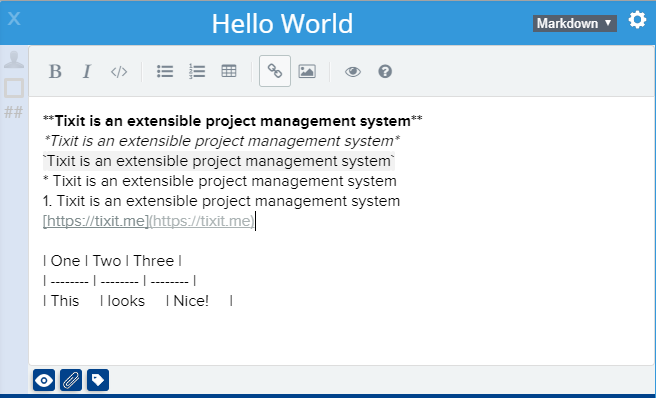 X
Hello World
Markdown ▼
B I </>
##
**Tixit is an extensible project management system**
*Tixit is an extensible project management system*
`Tixit is an extensible project management system`
* Tixit is an extensible project management system
1. Tixit is an extensible project management system
[https://tixit.me](https://tixit.me)
| One | Two | Three |
| -------- | -------- | -------- |
| This | looks | Nice! |